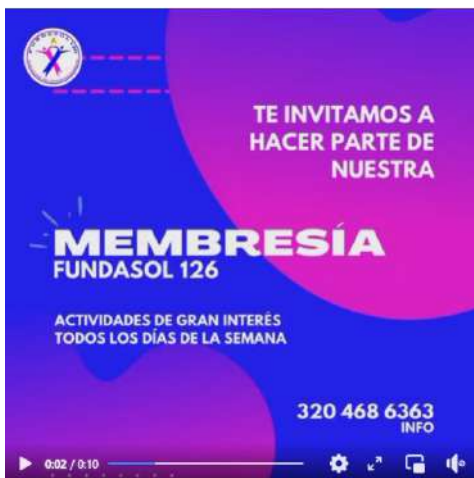 TE INVITAMOS A
HACER PARTE DE
NUESTRA
MEMBRESÍA
FUNDASOL 126
ACTIVIDADES DE GRAN INTERÉS
TODOS LOS DÍAS DE LA SEMANA
320 468 6363
INFO
0:02 / 0:10